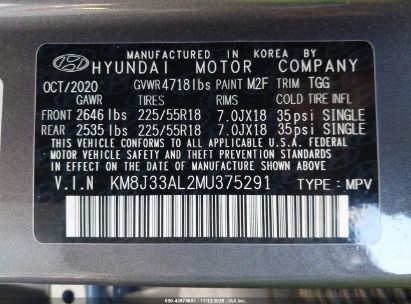 MANUFACTURED IN KOREA BY
HYUNDAI MOTOR COMPANY
OCT/2020 GVWR4718lbs PAINT M2F TRIM TGG
GAWR TIRES RIMS COLD TIRE INFL
FRONT 2646 lbs 225/55R18 7.0JX18 35psi SINGLE
REAR 2535 lbs 225/55R18 7.0JX18 35psi SINGLE
THIS VEHICLE CONFORMS TO ALL APPLICABLE U.S. FEDERAL
MOTOR VEHICLE SAFETY, BUMPER, AND THEFT PREVENTION STANDARDS
IN EFFECT ON THE DATE OF MANUFACTURE SHOWN ABOVE.
V.I.N KM8J33AL2MU375291 TYPE : MPV